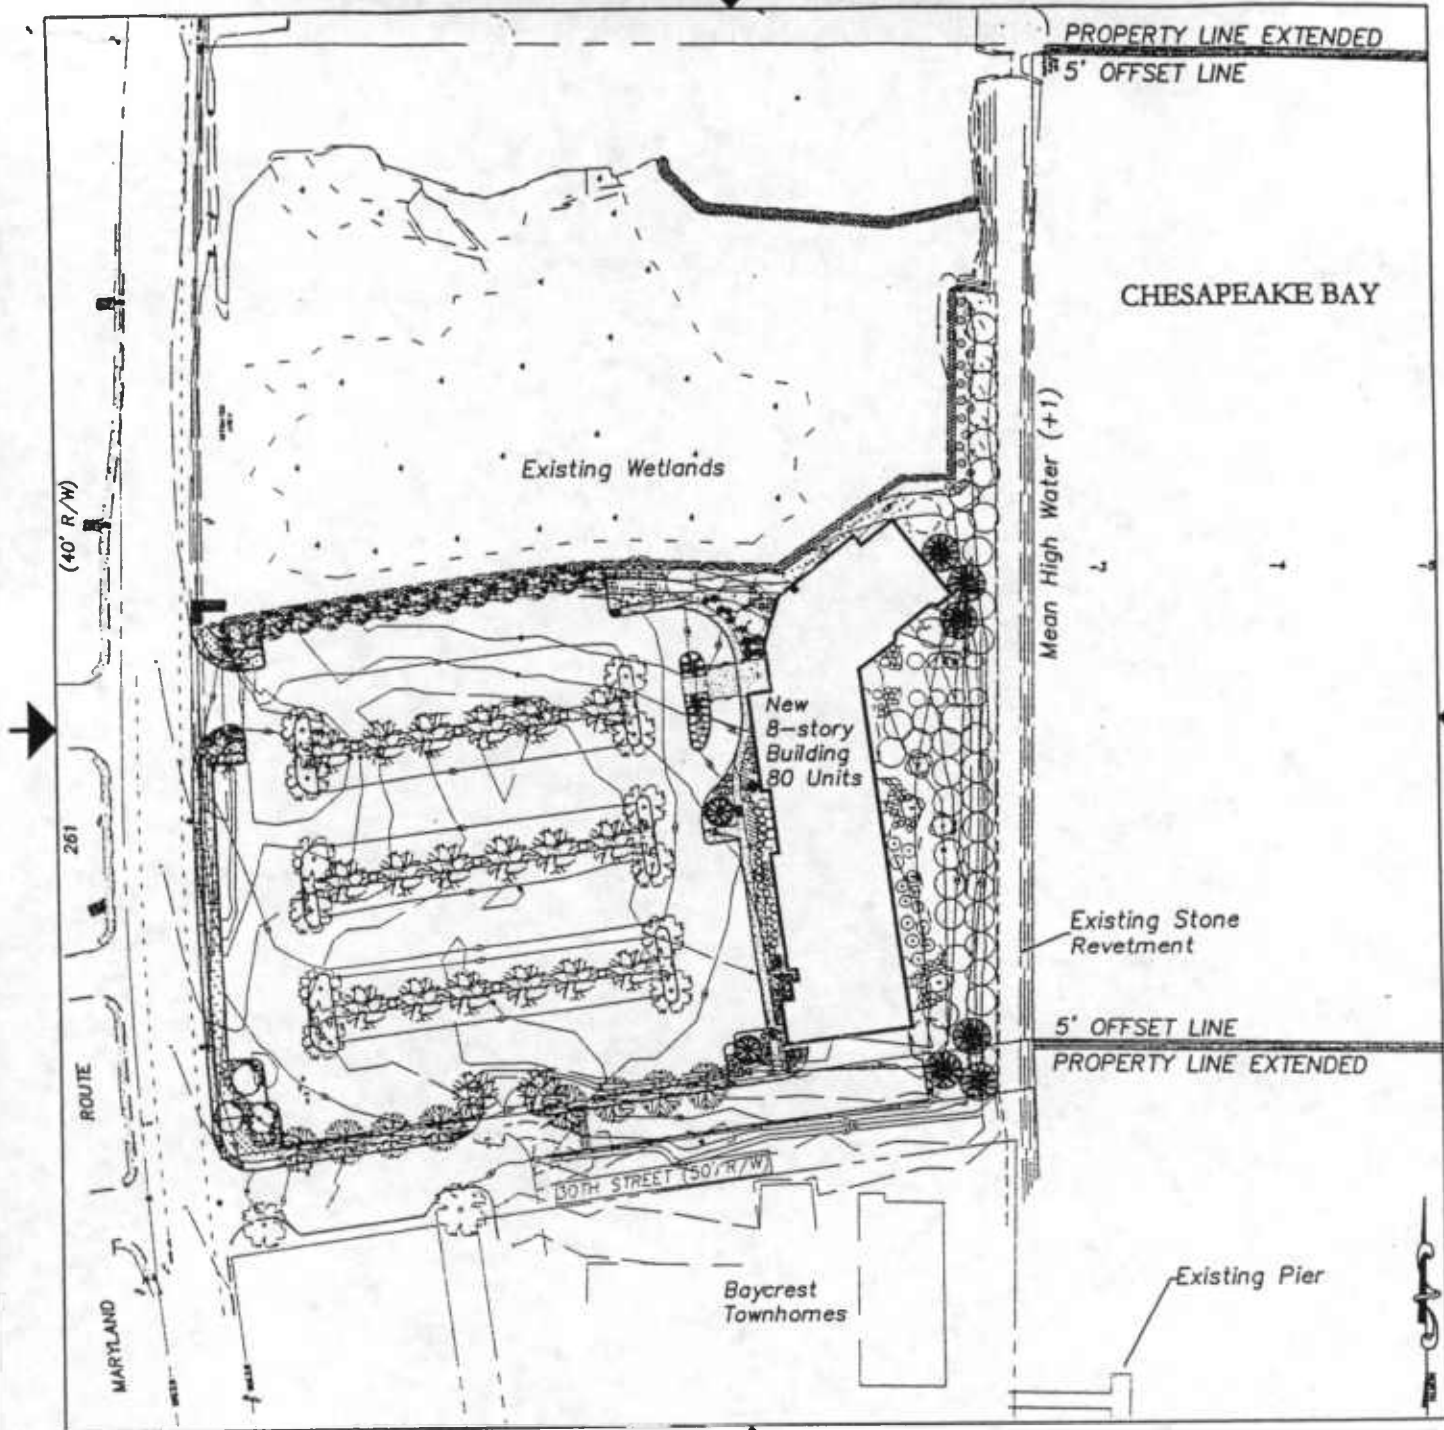 PROPERTY LINE EXTENDED
5' OFFSET LINE
CHESAPEAKE BAY
(40' R/W)
Existing Wetlands
Mean High Water (+1)
New
8-story
Building
80 Units
261
Existing Stone
Revetment
5' OFFSET LINE
PROPERTY LINE EXTENDED
ROUTE
30TH STREET (50' R/W)
Existing Pier
Baycrest
Townhomes
MARYLAND